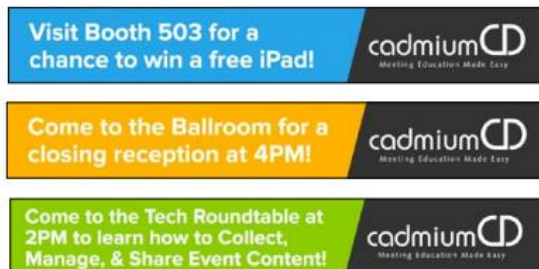 Visit Booth 503 for a
chance to win a free iPad!
cadmiumCD
Meeting Education Made Easy
Come to the Ballroom for a
closing reception at 4PM!
cadmiumCD
Meeting Education Made Easy
Come to the Tech Roundtable at
2PM to learn how to Collect,
Manage, & Share Event Content!
cadmiumCD
Meeting Education Made Easy